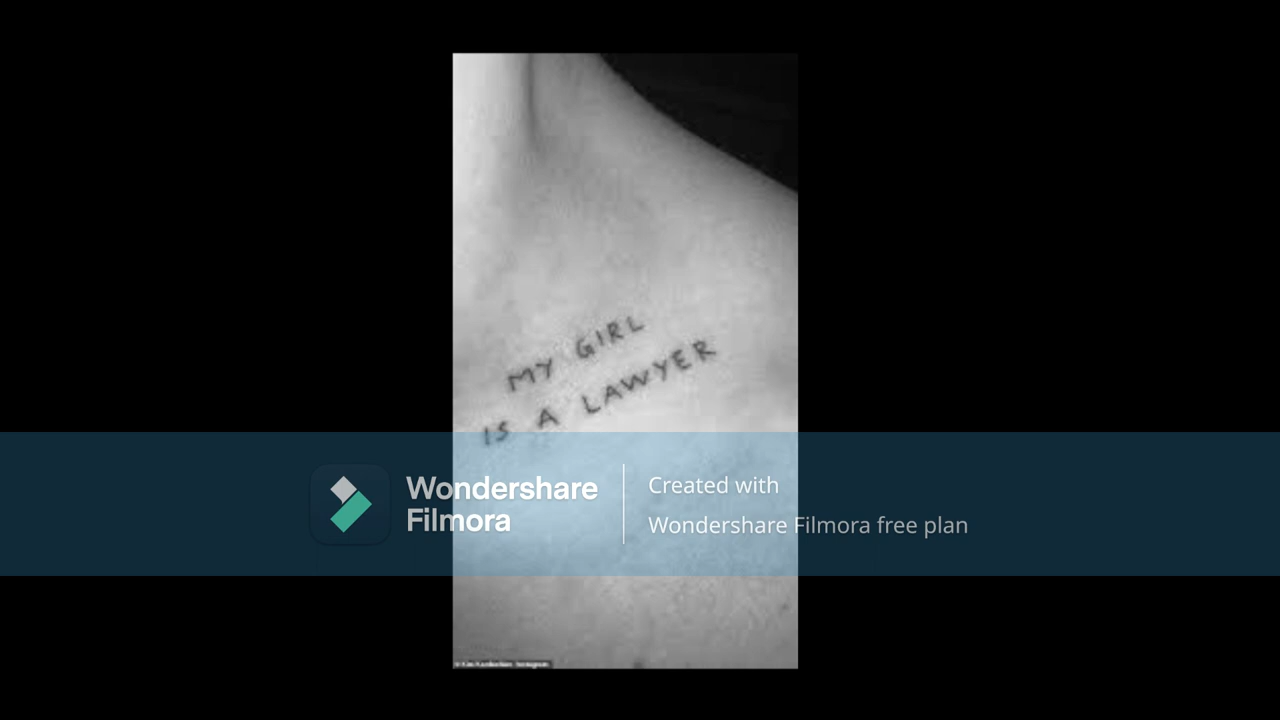 MY GIRL
IS A LAWYER
Wondershare
Filmora
Created with
Wondershare Filmora free plan